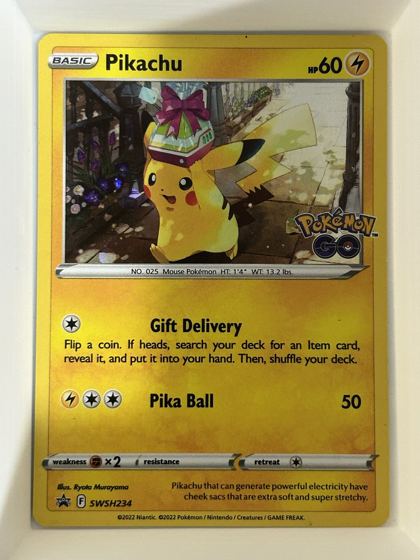 BASIC Pikachu HP60
Pokémon
GO
NO. 025 Mouse Pokémon HT: 1'4" WT: 13.2 lbs.
Gift Delivery
Flip a coin. If heads, search your deck for an Item card,
reveal it, and put it into your hand. Then, shuffle your deck.
Pika Ball 50
weakness ×2 resistance retreat
Illus. Ryota Murayama
F SWSH234
Pikachu that can generate powerful electricity have
cheek sacs that are extra soft and super stretchy.
©2022 Niantic. ©2022 Pokémon / Nintendo / Creatures / GAME FREAK.